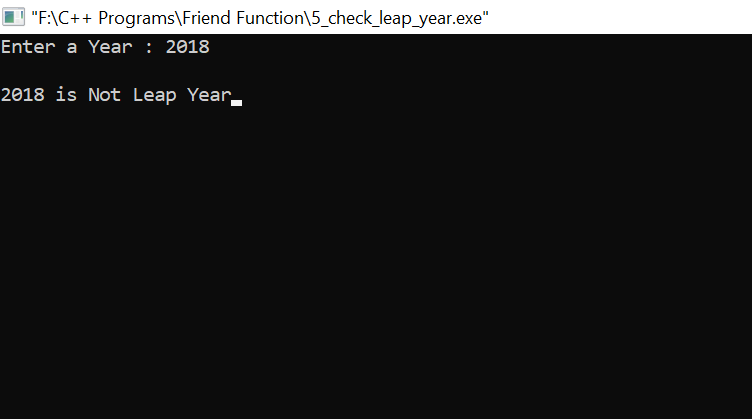 "F:\C++ Programs\Friend Function\5_check_leap_year.exe"
Enter a Year : 2018
2018 is Not Leap Year